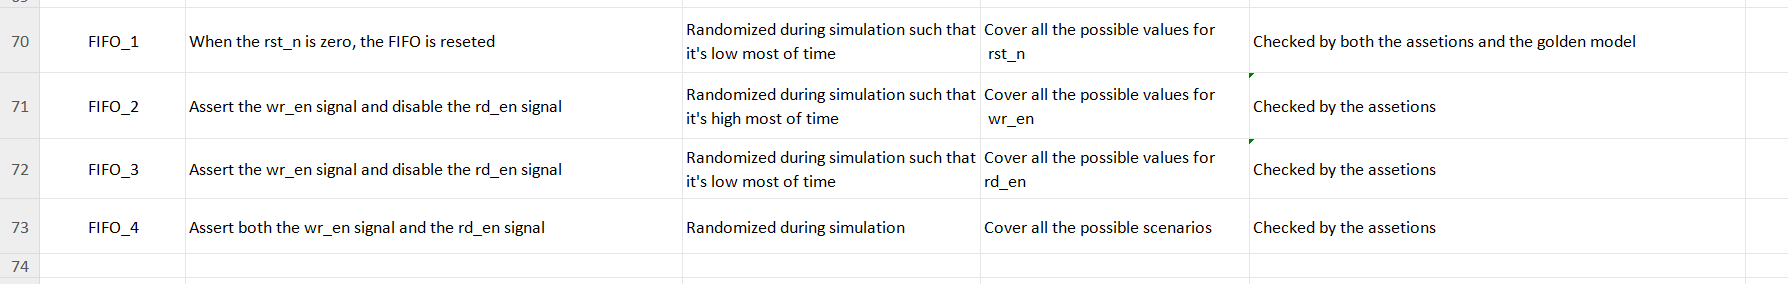 70 FIFO_1 When the rst_n is zero, the FIFO is reseted Randomized during simulation such that it's low most of time Cover all the possible values for rst_n Checked by both the assetions and the golden model
71 FIFO_2 Assert the wr_en signal and disable the rd_en signal Randomized during simulation such that it's high most of time Cover all the possible values for wr_en Checked by the assetions
72 FIFO_3 Assert the wr_en signal and disable the rd_en signal Randomized during simulation such that it's low most of time Cover all the possible values for rd_en Checked by the assetions
73 FIFO_4 Assert both the wr_en signal and the rd_en signal Randomized during simulation Cover all the possible scenarios Checked by the assetions
74